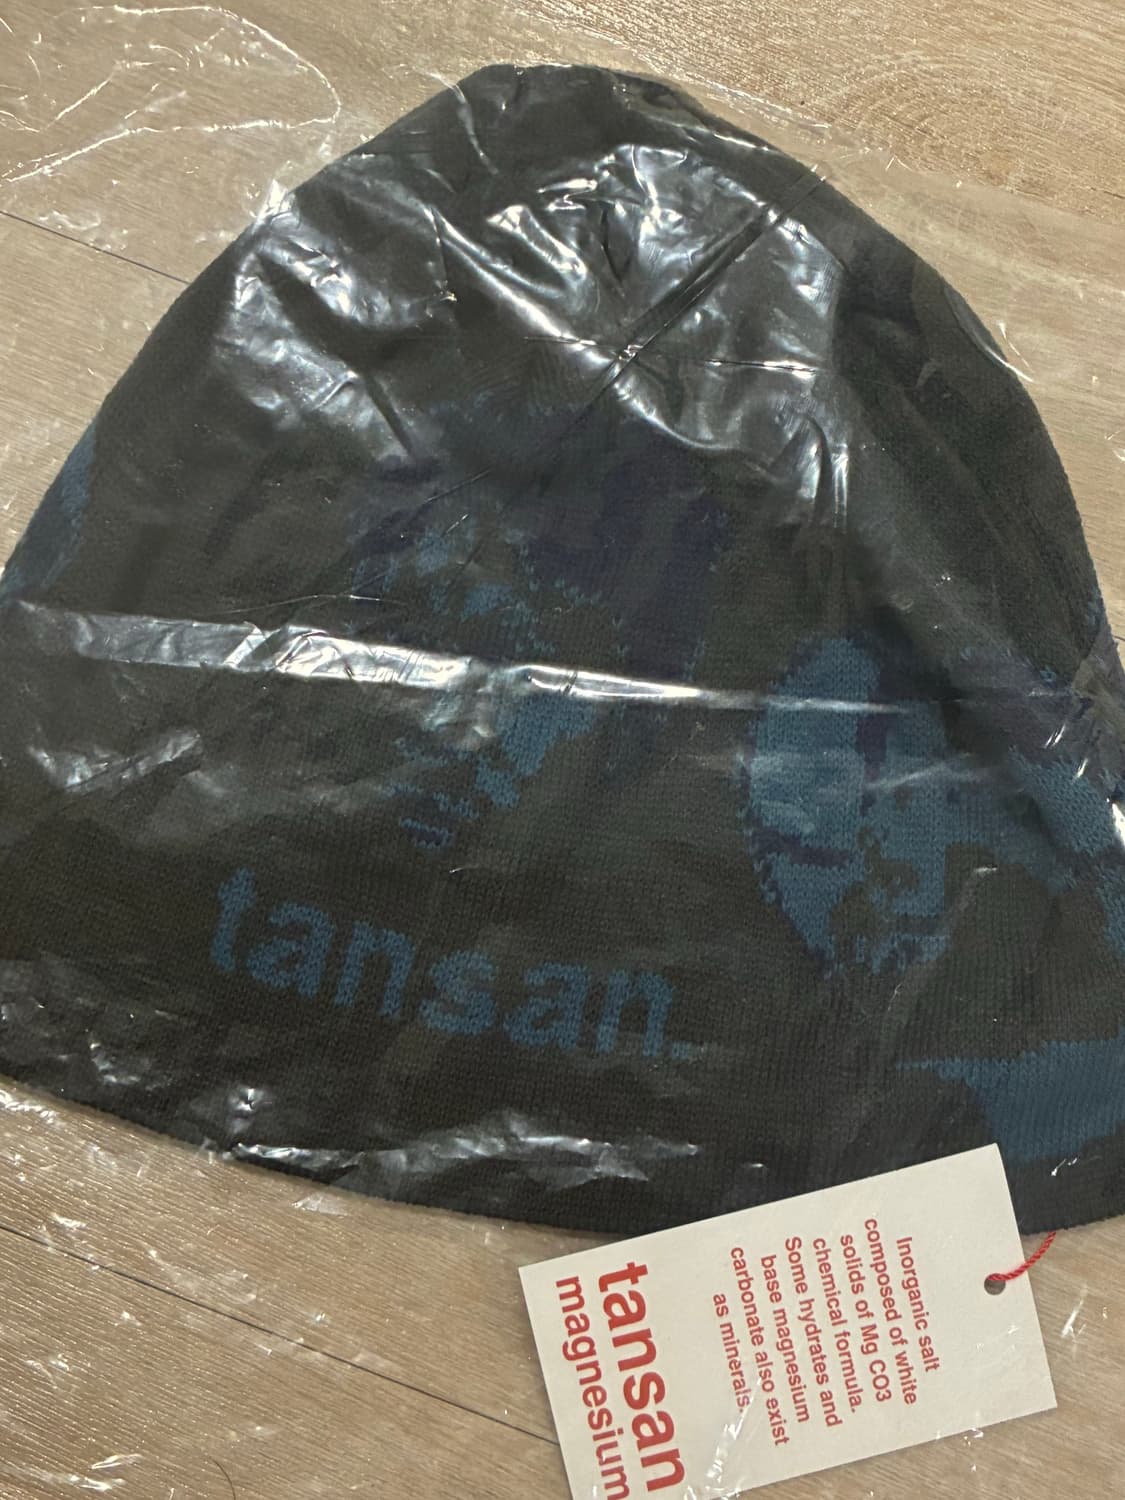 tansan.
Inorganic salt
composed of white
solids of Mg CO3
chemical formula.
Some hydrates and
base magnesium
carbonate also exist
as minerals.
tansan
magnesium